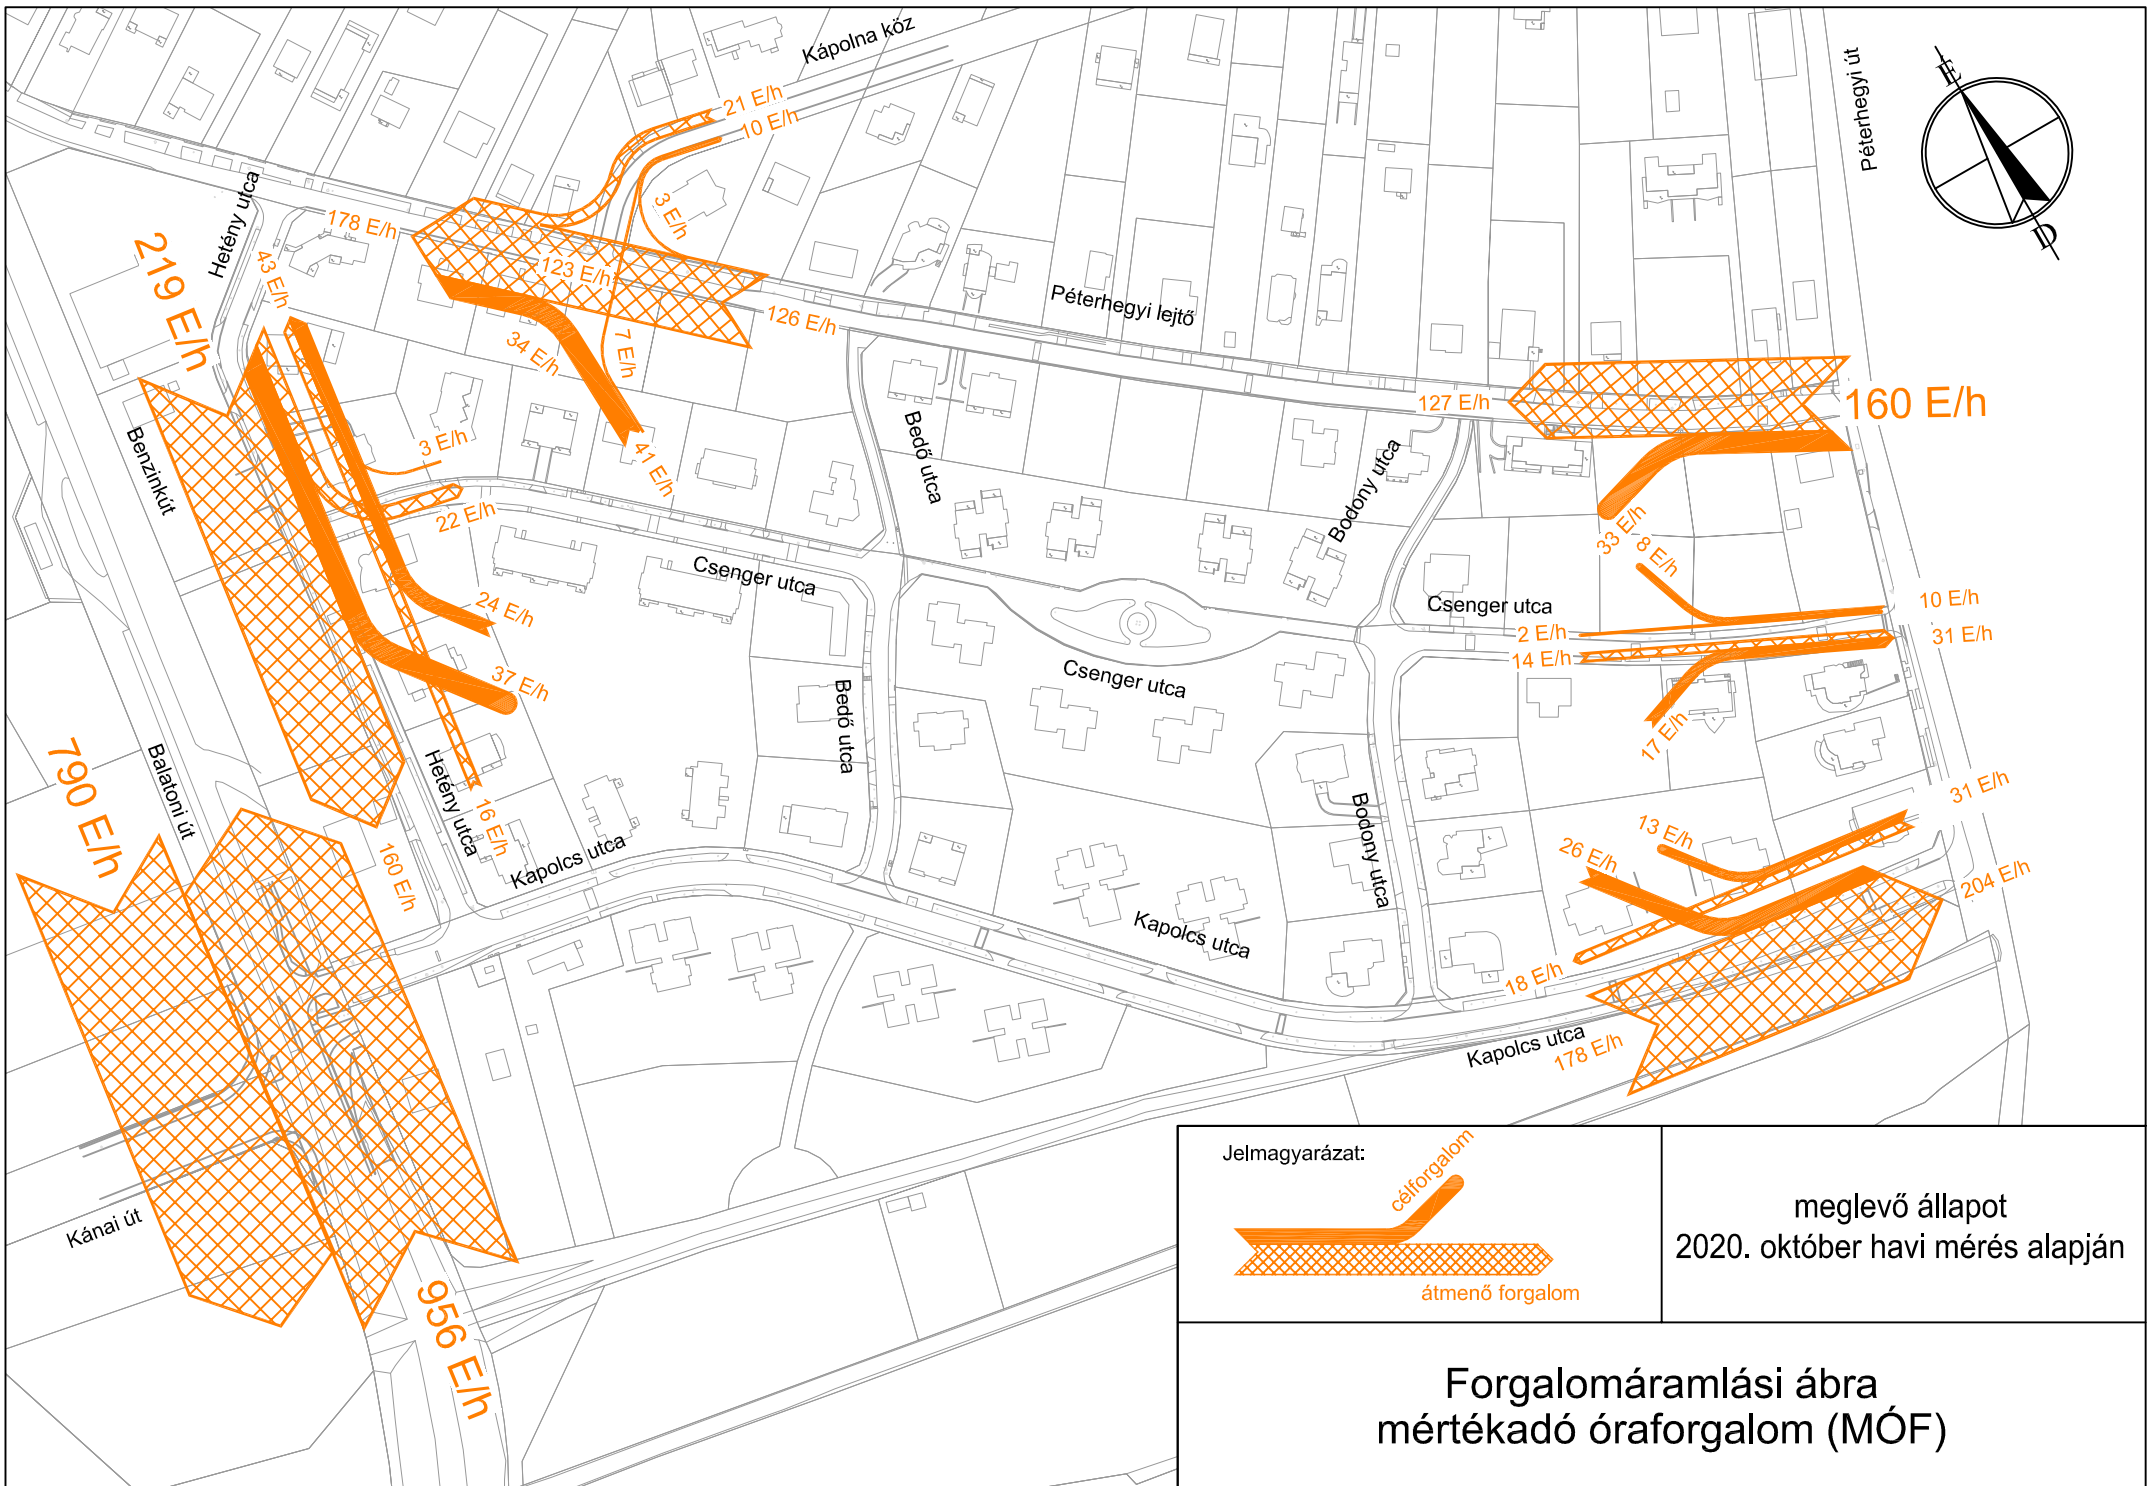 Kápolna köz
21 E/h
10 E/h
Péterhegyi út
É
D
Hetény utca
178 E/h
3 E/h
219 E/h
43 E/h
123 E/h
126 E/h
Péterhegyi lejtő
34 E/h
7 E/h
41 E/h
127 E/h
160 E/h
Benzinkút
3 E/h
22 E/h
Bedő utca
Bodony utca
33 E/h
8 E/h
Csenger utca
24 E/h
37 E/h
Csenger utca
2 E/h
14 E/h
10 E/h
31 E/h
Csenger utca
Bedő utca
17 E/h
790 E/h
Balatoni út
Hetény utca
16 E/h
160 E/h
Kapolcs utca
Bodony utca
31 E/h
13 E/h
26 E/h
204 E/h
Kapolcs utca
18 E/h
Kapolcs utca
178 E/h
Kánai út
956 E/h
Jelmagyarázat:
célforgalom
átmenő forgalom
meglevő állapot
2020. október havi mérés alapján
Forgalomáramlási ábra
mértékadó óraforgalom (MÓF)